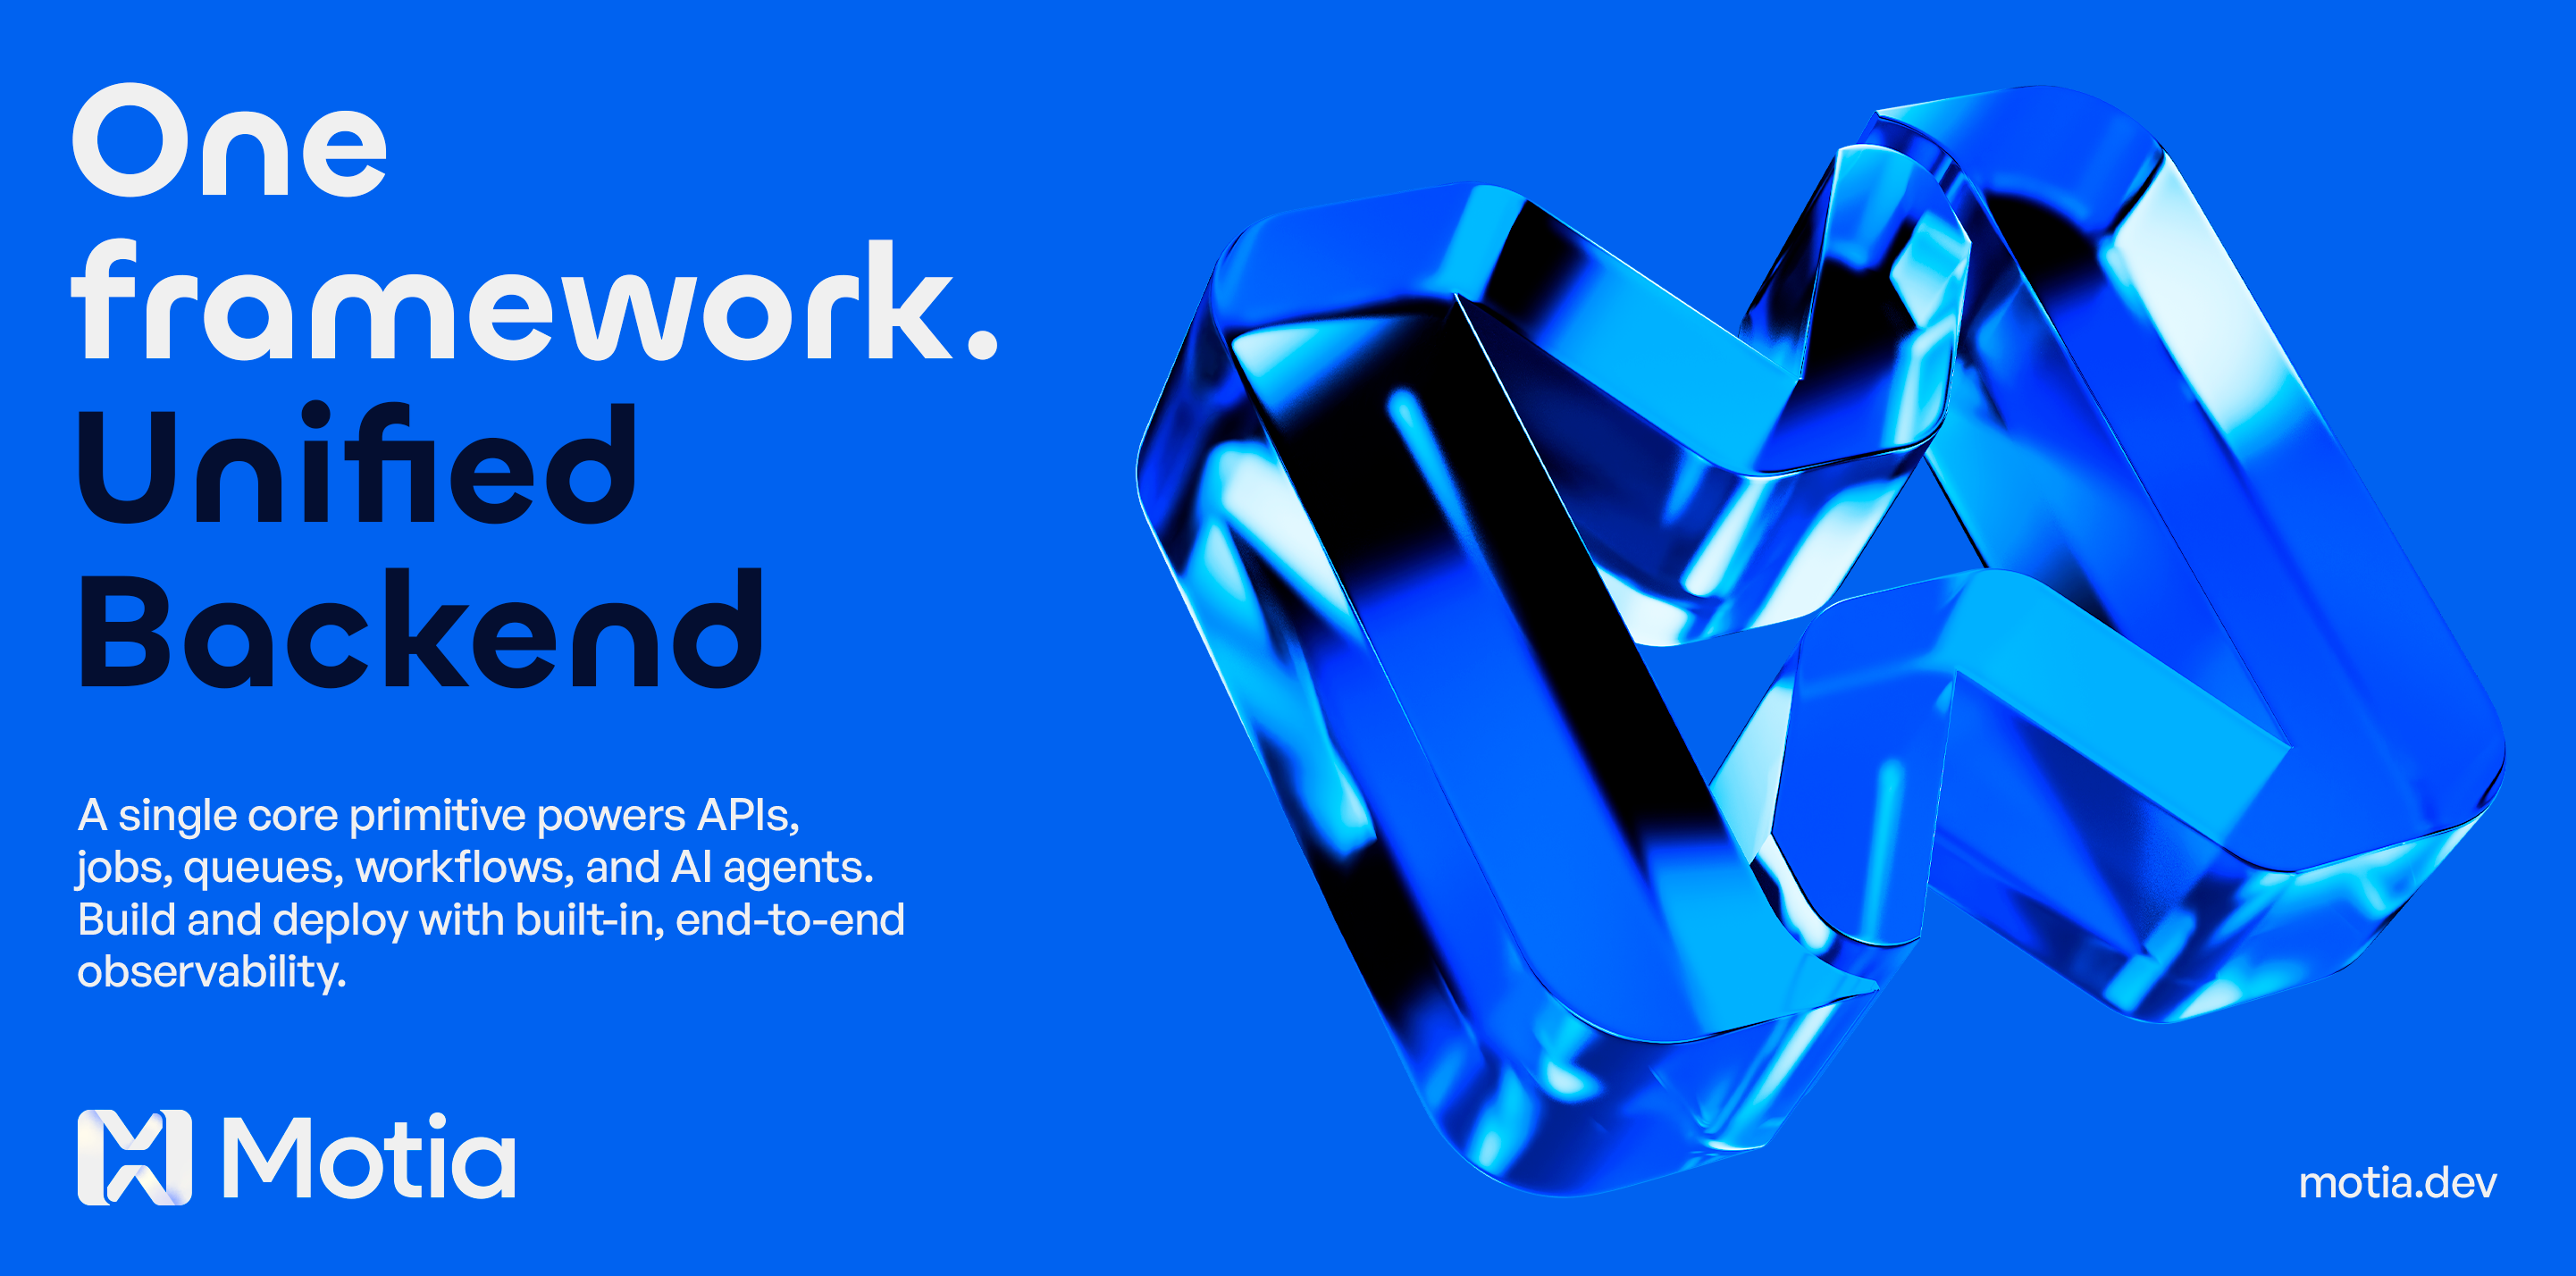 One
framework.
Unified
Backend
A single core primitive powers APIs,
jobs, queues, workflows, and AI agents.
Build and deploy with built-in, end-to-end
observability.
Motia
motia.dev